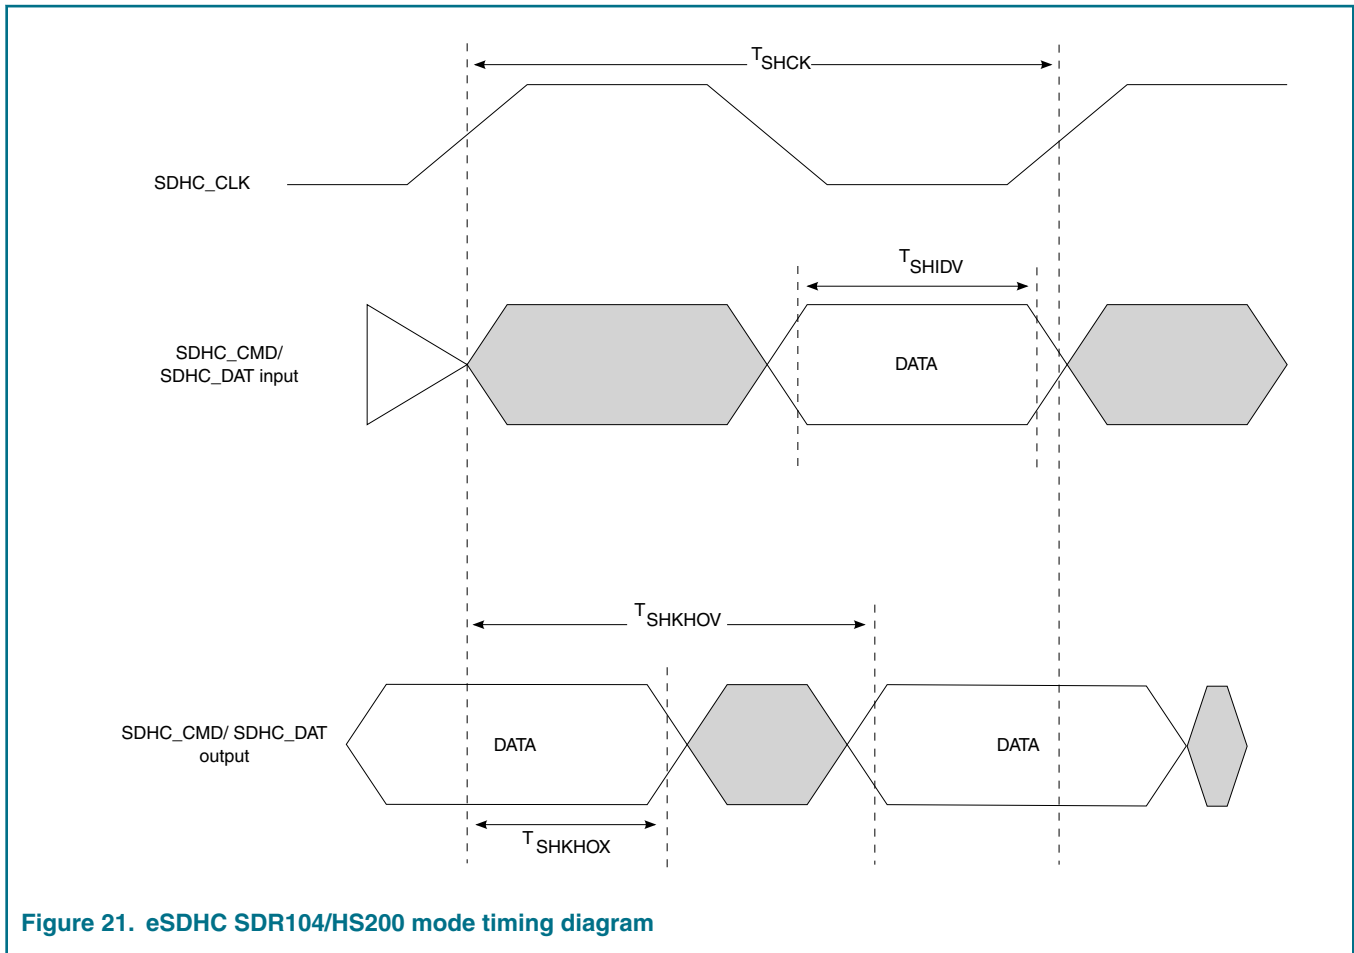 TSHCK
SDHC_CLK
TSHIDV
SDHC_CMD/
SDHC_DAT input
DATA
TSHKHOV
SDHC_CMD/ SDHC_DAT
output
DATA
DATA
TSHKHOX
Figure 21. eSDHC SDR104/HS200 mode timing diagram